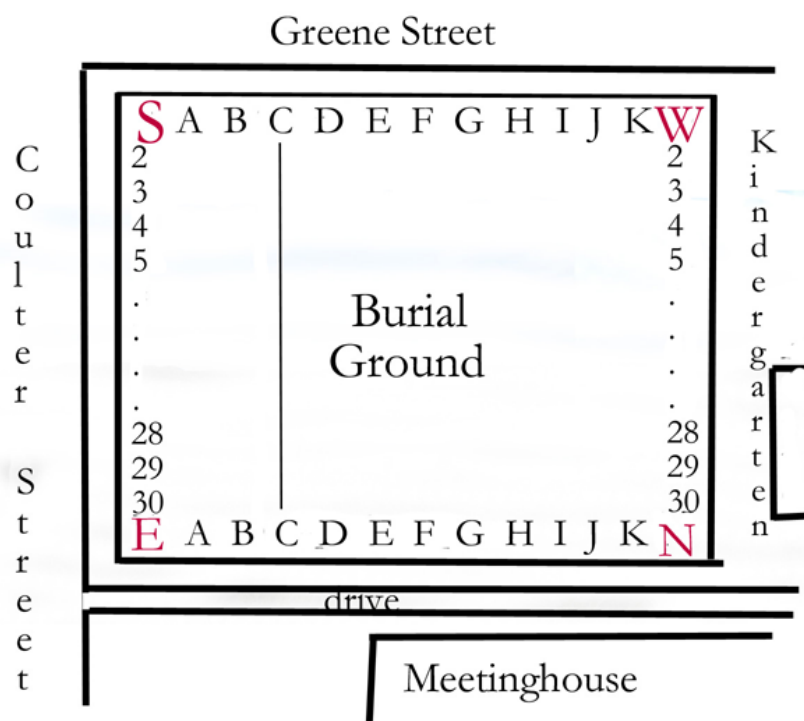 Greene Street
S A B C D E F G H I J K W
2 2
3 3
4 4
5 5
. .
. .
. .
. .
28 28
29 29
30 30
E A B C D E F G H I J K N
Burial
Ground
Coulter Street
Kindergarten
drive
Meetinghouse